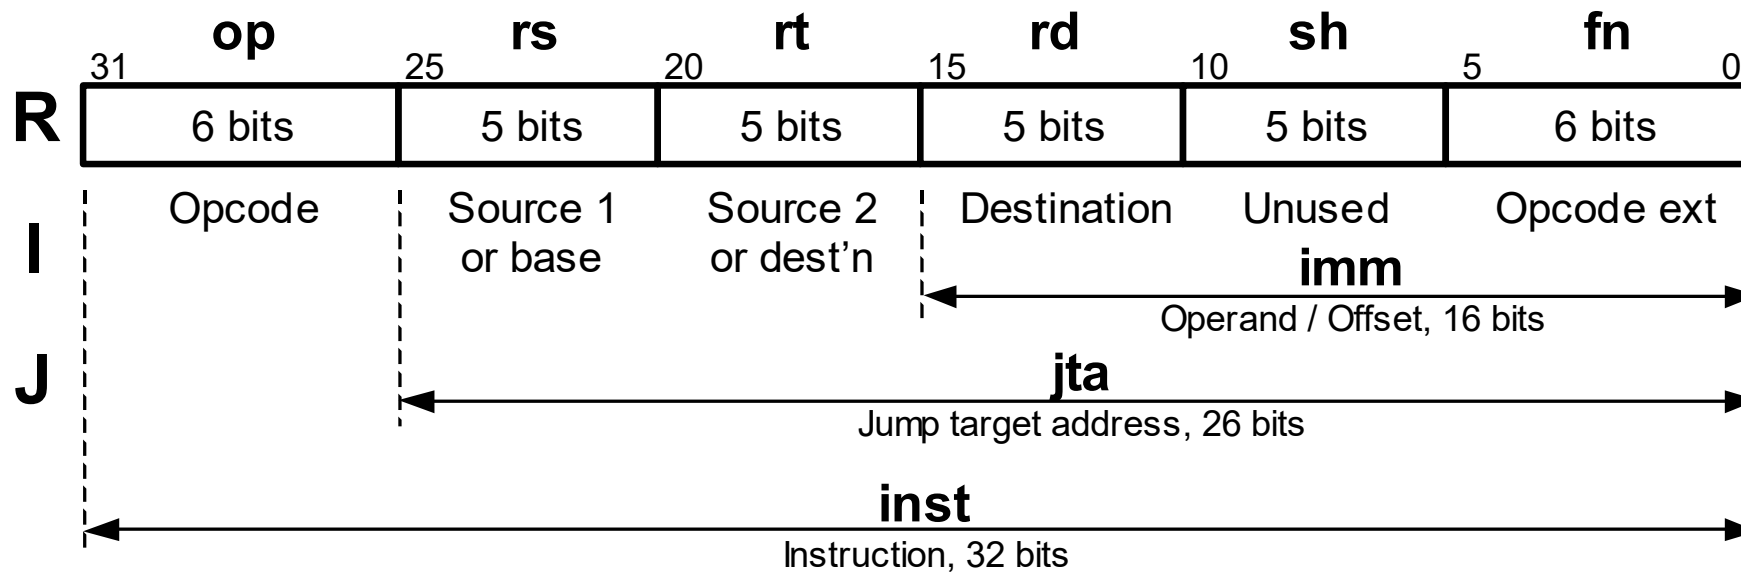 op rs rt rd sh fn
31 25 20 15 10 5 0
R 6 bits 5 bits 5 bits 5 bits 5 bits 6 bits
Opcode Source 1 Source 2 Destination Unused Opcode ext
I or base or dest’n imm
Operand / Offset, 16 bits
J jta
Jump target address, 26 bits
inst
Instruction, 32 bits